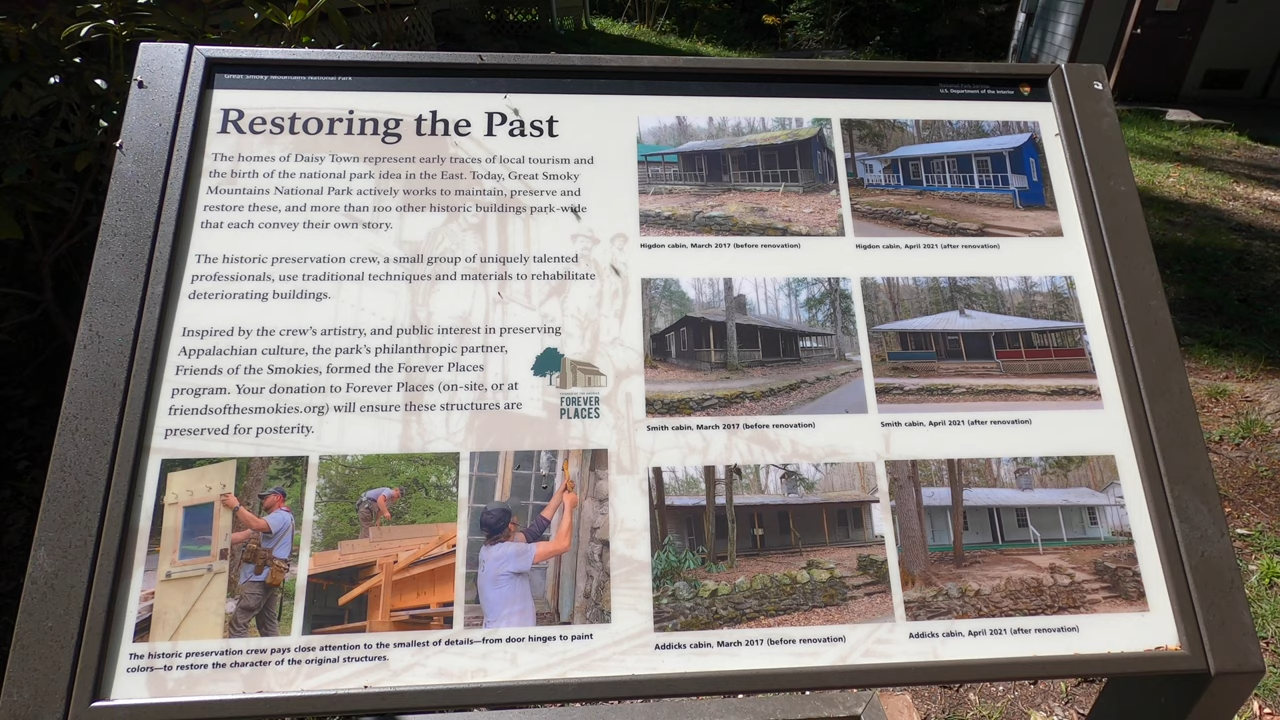 Great Smoky Mountains National Park
National Park Service
U.S. Department of the Interior
Restoring the Past
The homes of Daisy Town represent early traces of local tourism and
the birth of the national park idea in the East. Today, Great Smoky
Mountains National Park actively works to maintain, preserve and
restore these, and more than 100 other historic buildings park-wide
that each convey their own story.
The historic preservation crew, a small group of uniquely talented
professionals, use traditional techniques and materials to rehabilitate
deteriorating buildings.
Inspired by the crew's artistry, and public interest in preserving
Appalachian culture, the park's philanthropic partner,
Friends of the Smokies, formed the Forever Places
program. Your donation to Forever Places (on-site, or at
friendsofthesmokies.org) will ensure these structures are
preserved for posterity.
FOREVER
PLACES
The historic preservation crew pays close attention to the smallest of details—from door hinges to paint
colors—to restore the character of the original structures.
Higdon cabin, March 2017 (before renovation)
Higdon cabin, April 2021 (after renovation)
Smith cabin, March 2017 (before renovation)
Smith cabin, April 2021 (after renovation)
Addicks cabin, March 2017 (before renovation)
Addicks cabin, April 2021 (after renovation)